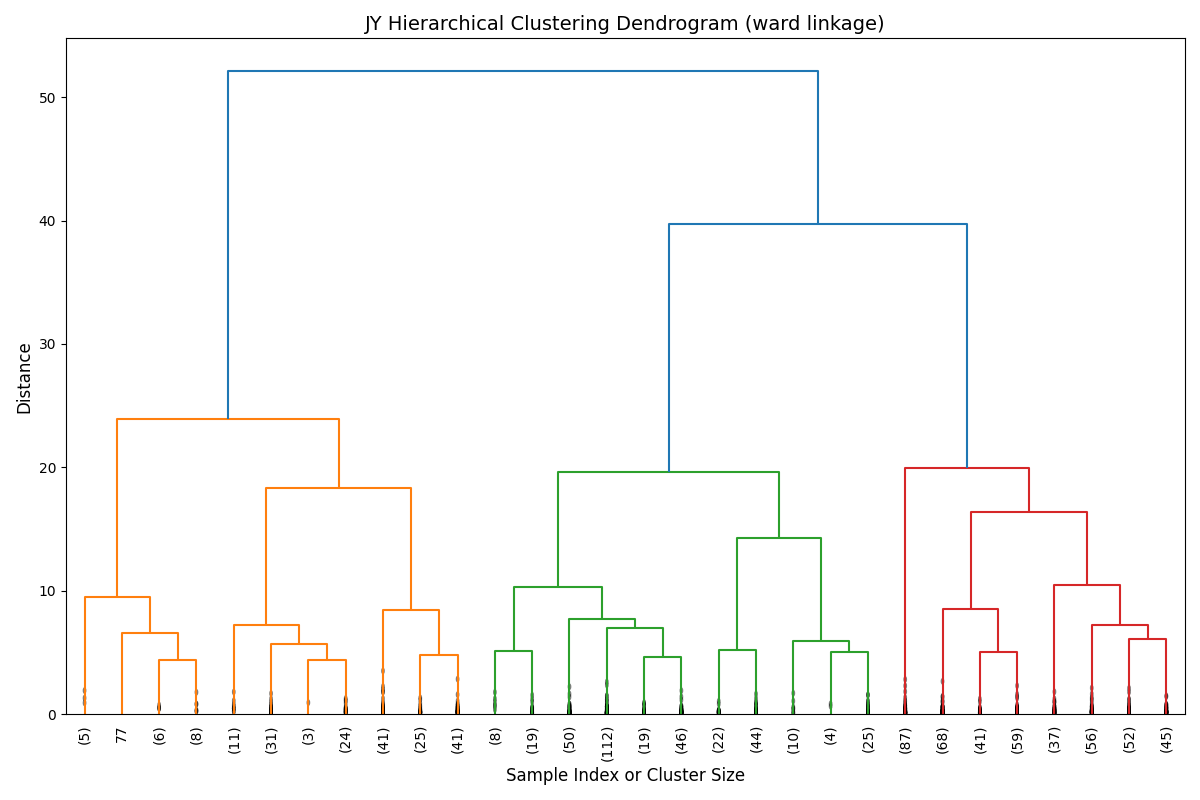 JY Hierarchical Clustering Dendrogram (ward linkage)
50
40
30
20
10
0
Distance
(5) 77 (6) (8) (11) (31) (3) (24) (41) (25) (41) (8) (19) (50) (112) (19) (46) (22) (44) (10) (4) (25) (87) (68) (41) (59) (37) (56) (52) (45)
Sample Index or Cluster Size